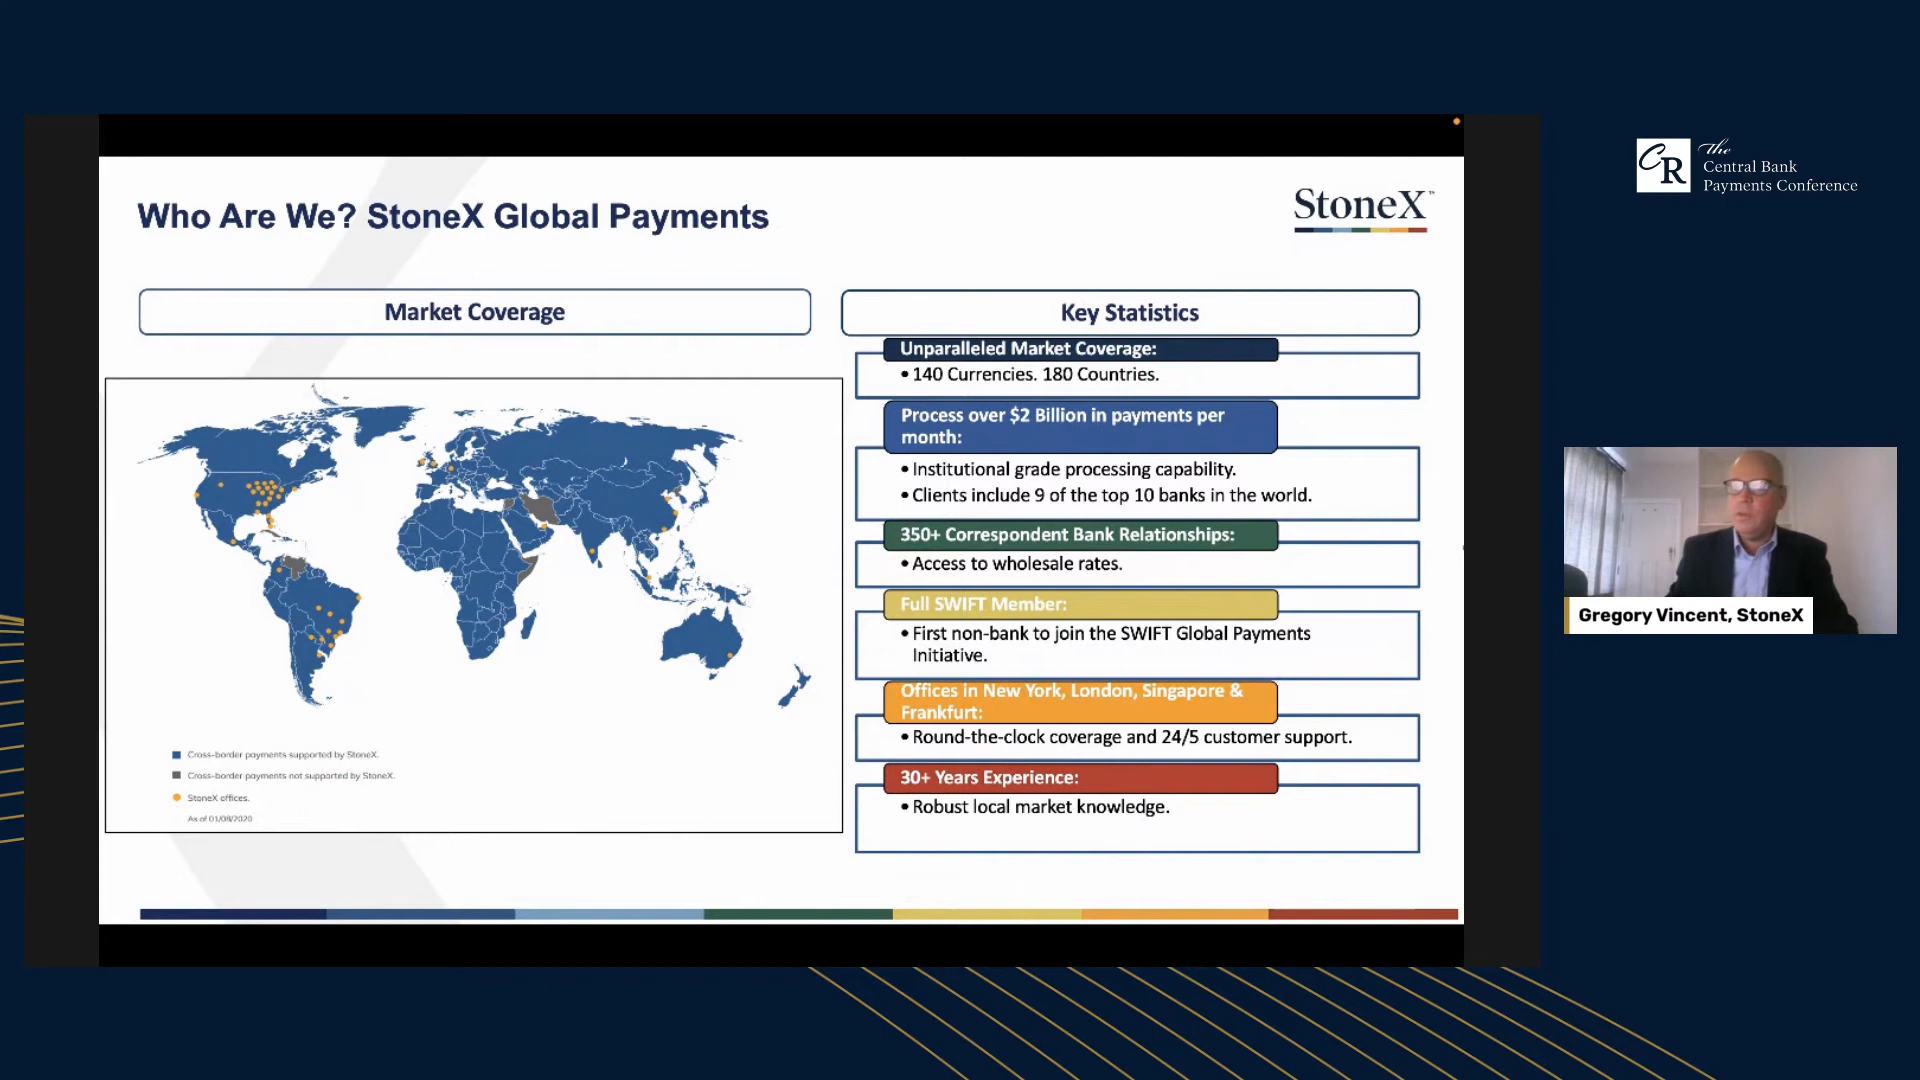 Who Are We? StoneX Global Payments
StoneX™
Market Coverage
Cross-border payments supported by StoneX.
Cross-border payments not supported by StoneX.
StoneX offices.
As of 01/08/2020
Key Statistics
Unparalleled Market Coverage:
• 140 Currencies. 180 Countries.
Process over $2 Billion in payments per
month:
• Institutional grade processing capability.
• Clients include 9 of the top 10 banks in the world.
350+ Correspondent Bank Relationships:
• Access to wholesale rates.
Full SWIFT Member:
• First non-bank to join the SWIFT Global Payments
Initiative.
Offices in New York, London, Singapore &
Frankfurt:
• Round-the-clock coverage and 24/5 customer support.
30+ Years Experience:
• Robust local market knowledge.
CR
The
Central Bank
Payments Conference
Gregory Vincent, StoneX